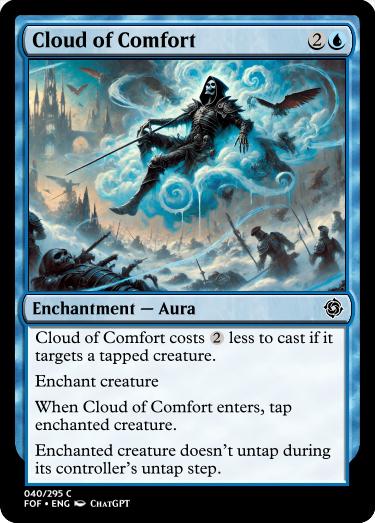 Cloud of Comfort 2
Enchantment — Aura
Cloud of Comfort costs 2 less to cast if it
targets a tapped creature.
Enchant creature
When Cloud of Comfort enters, tap
enchanted creature.
Enchanted creature doesn't untap during
its controller's untap step.
040/295 C
FOF • ENG ChatGPT